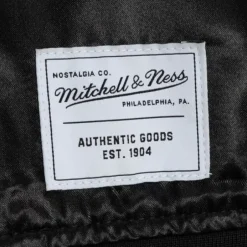 NOSTALGIA CO.
Mitchell & Ness
PHILADELPHIA, PA.
AUTHENTIC GOODS
EST. 1904